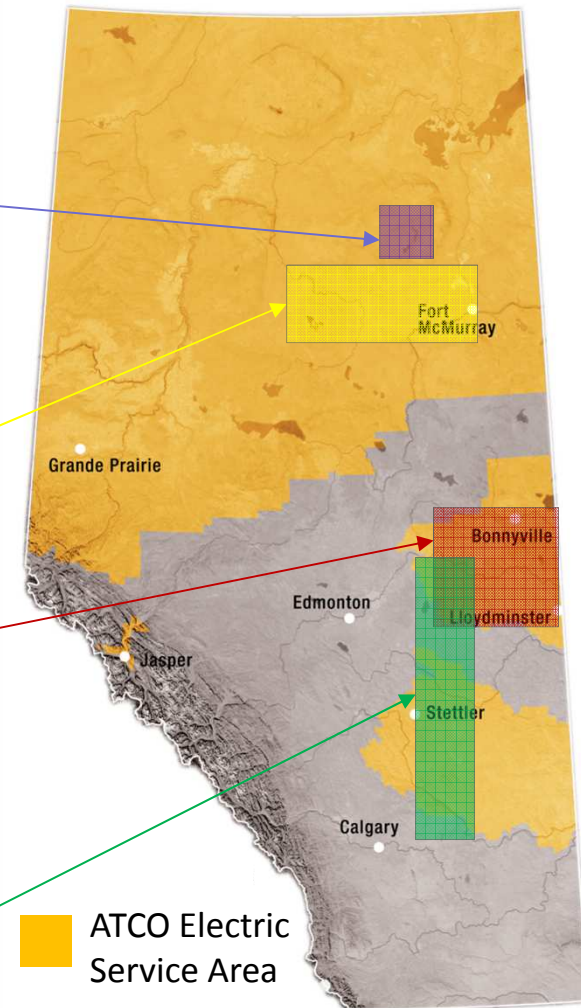 Fort
McMurray
Grande Prairie
Bonnyville
Edmonton
Lloydminster
Jasper
Stettler
Calgary
ATCO Electric
Service Area